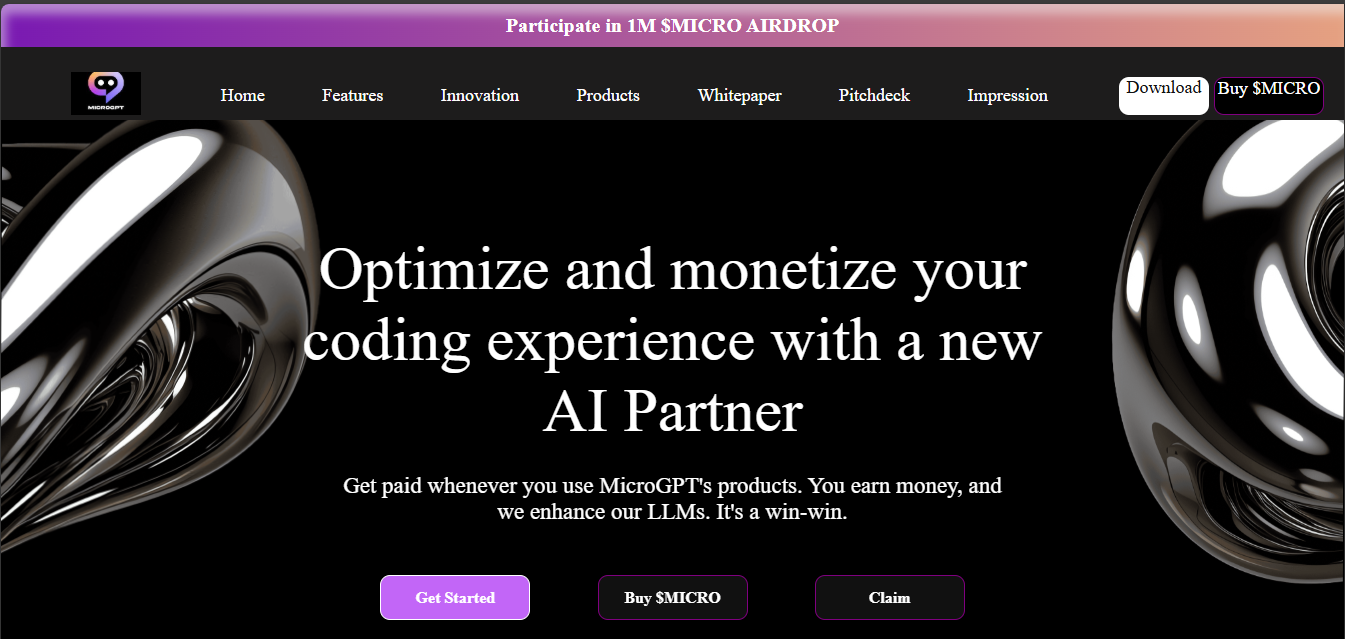 Participate in 1M $MICRO AIRDROP
MICROGPT
Home
Features
Innovation
Products
Whitepaper
Pitchdeck
Impression
Download
Buy $MICRO
Optimize and monetize your
coding experience with a new
AI Partner
Get paid whenever you use MicroGPT's products. You earn money, and
we enhance our LLMs. It's a win-win.
Get Started
Buy $MICRO
Claim